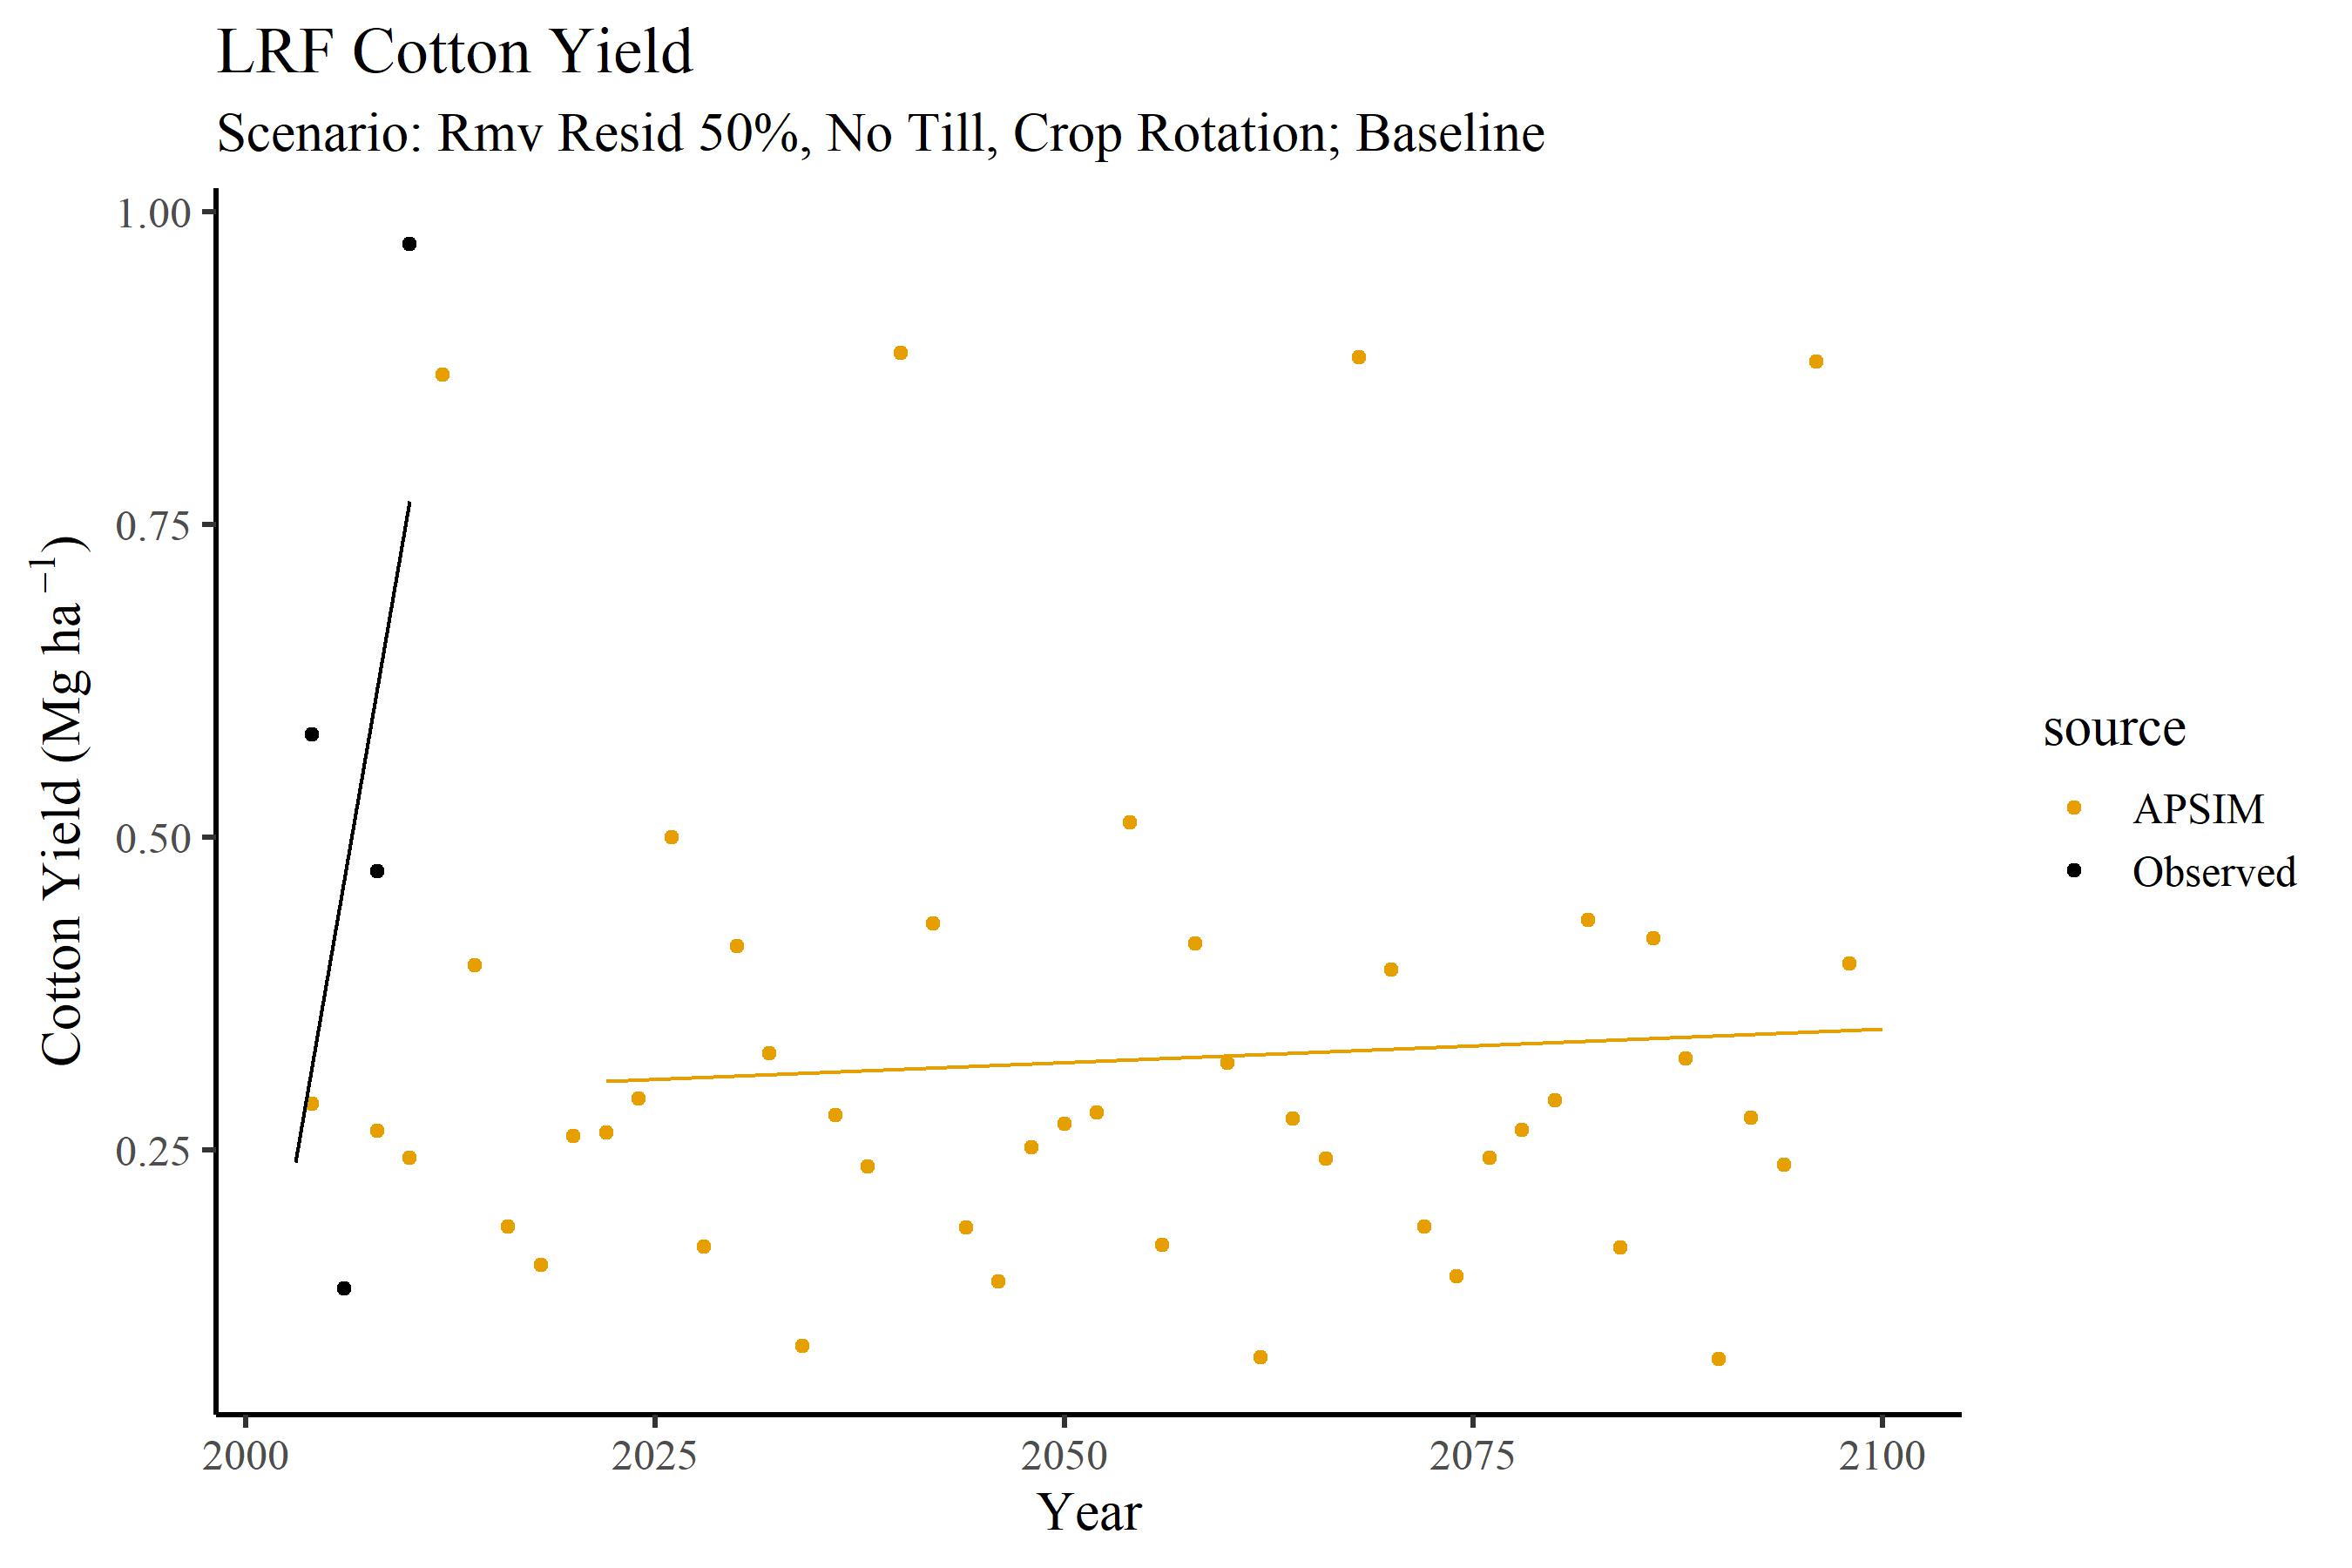 LRF Cotton Yield
Scenario: Rmv Resid 50%, No Till, Crop Rotation; Baseline
Cotton Yield (Mg ha −1)
1.00
0.75
0.50
0.25
2000 2025 2050 2075 2100
Year
source
APSIM
Observed